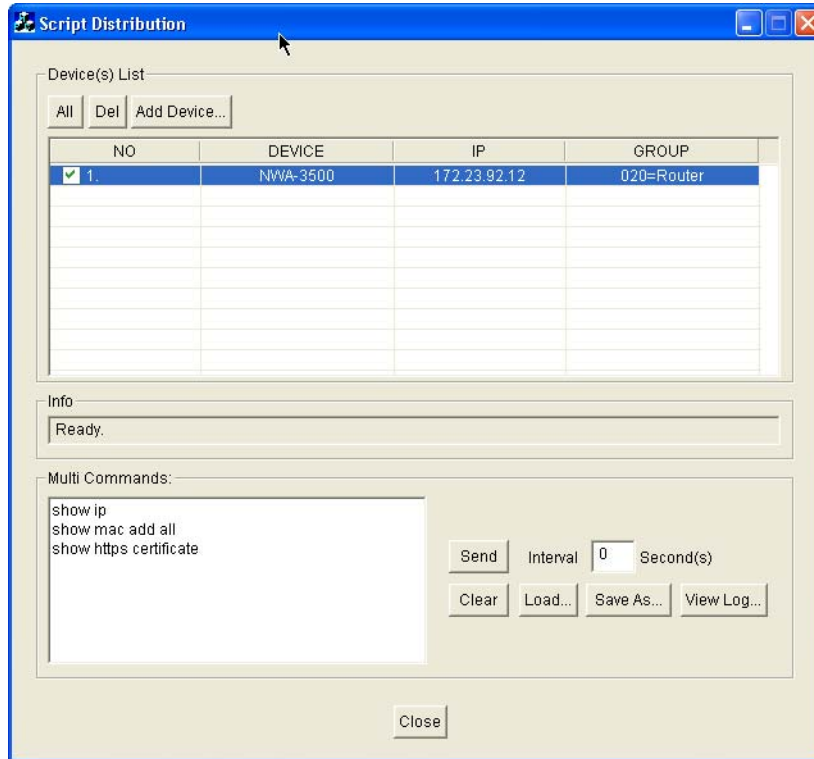 Script Distribution
Device(s) List
All Del Add Device...
NO DEVICE IP GROUP
1. NWA-3500 172.23.92.12 020=Router
Info
Ready.
Multi Commands:
show ip
show mac add all
show https certificate
Send Interval 0 Second(s)
Clear Load... Save As... View Log...
Close